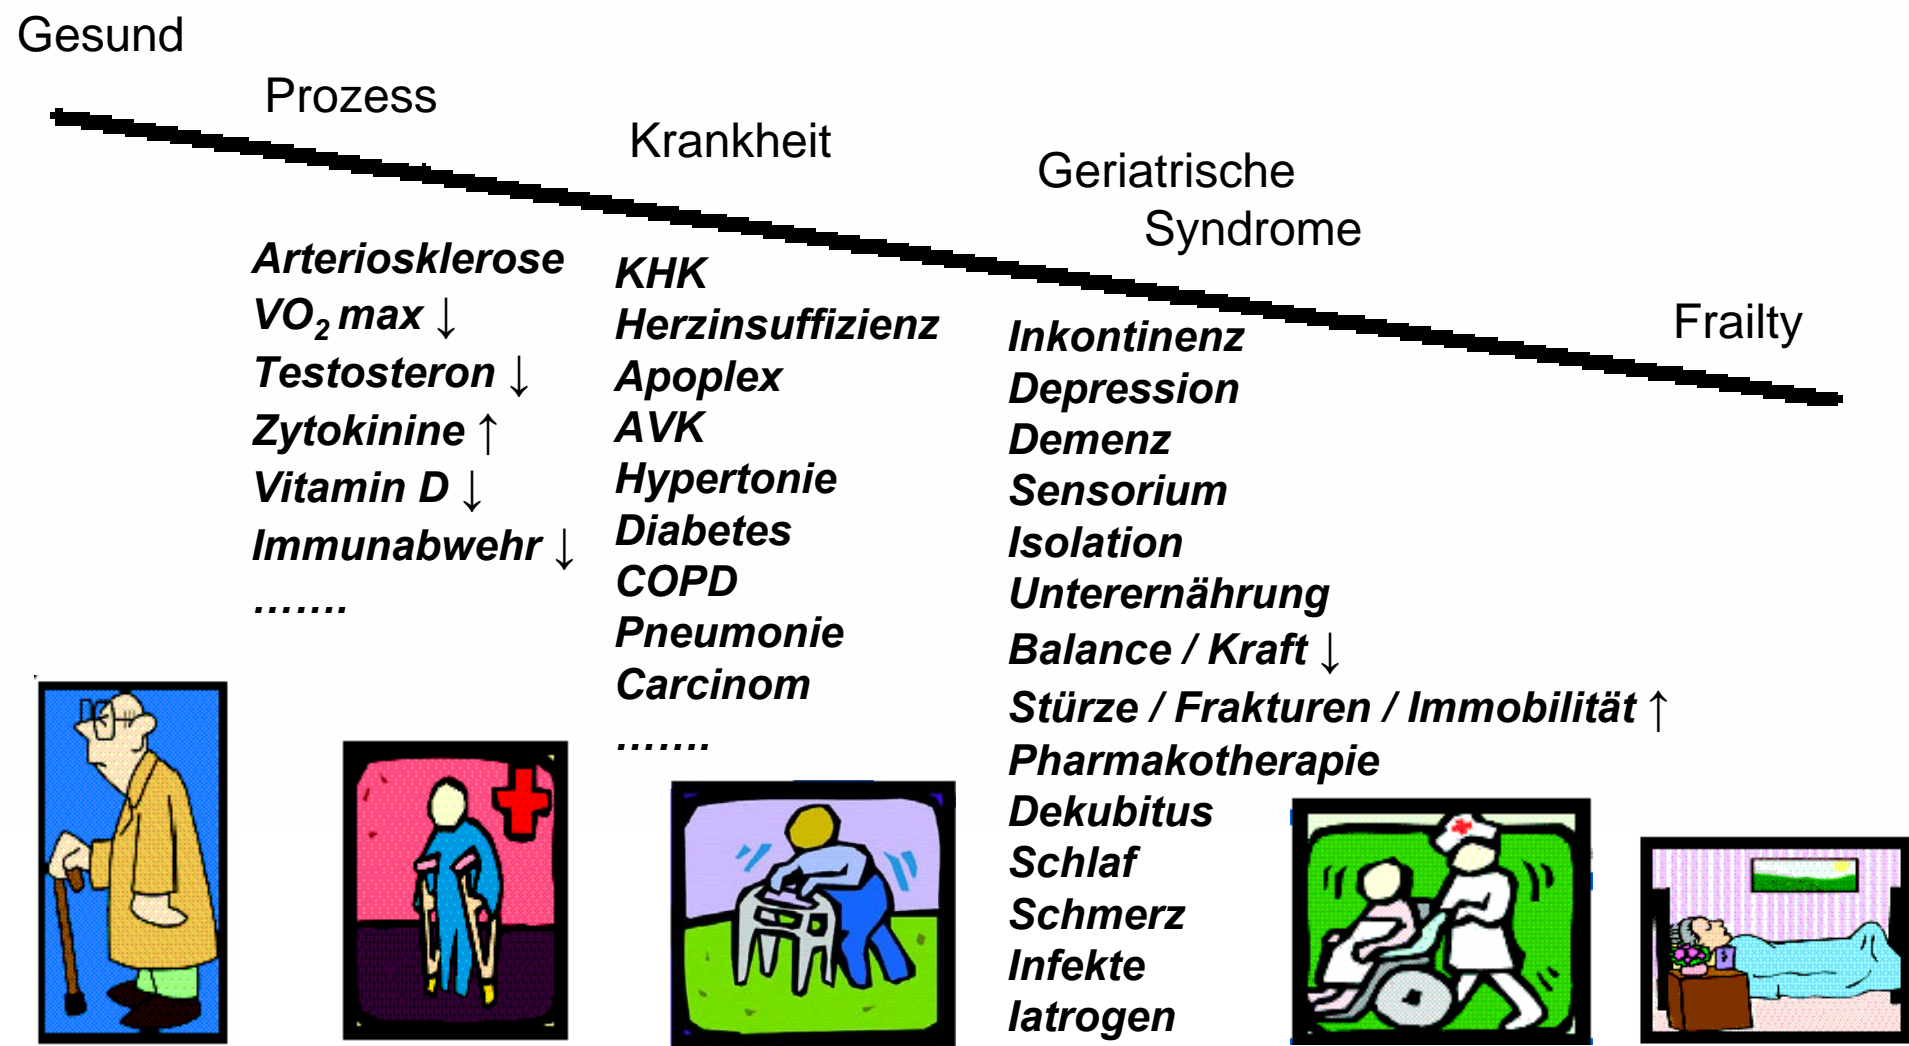 Gesund
Prozess
Krankheit
Geriatrische
Syndrome
Frailty
Arteriosklerose
VO₂ max ↓
Testosteron ↓
Zytokinine ↑
Vitamin D ↓
Immunabwehr ↓
.......
KHK
Herzinsuffizienz
Apoplex
AVK
Hypertonie
Diabetes
COPD
Pneumonie
Carcinom
.......
Inkontinenz
Depression
Demenz
Sensorium
Isolation
Unterernährung
Balance / Kraft ↓
Stürze / Frakturen / Immobilität ↑
Pharmakotherapie
Dekubitus
Schlaf
Schmerz
Infekte
Iatrogen